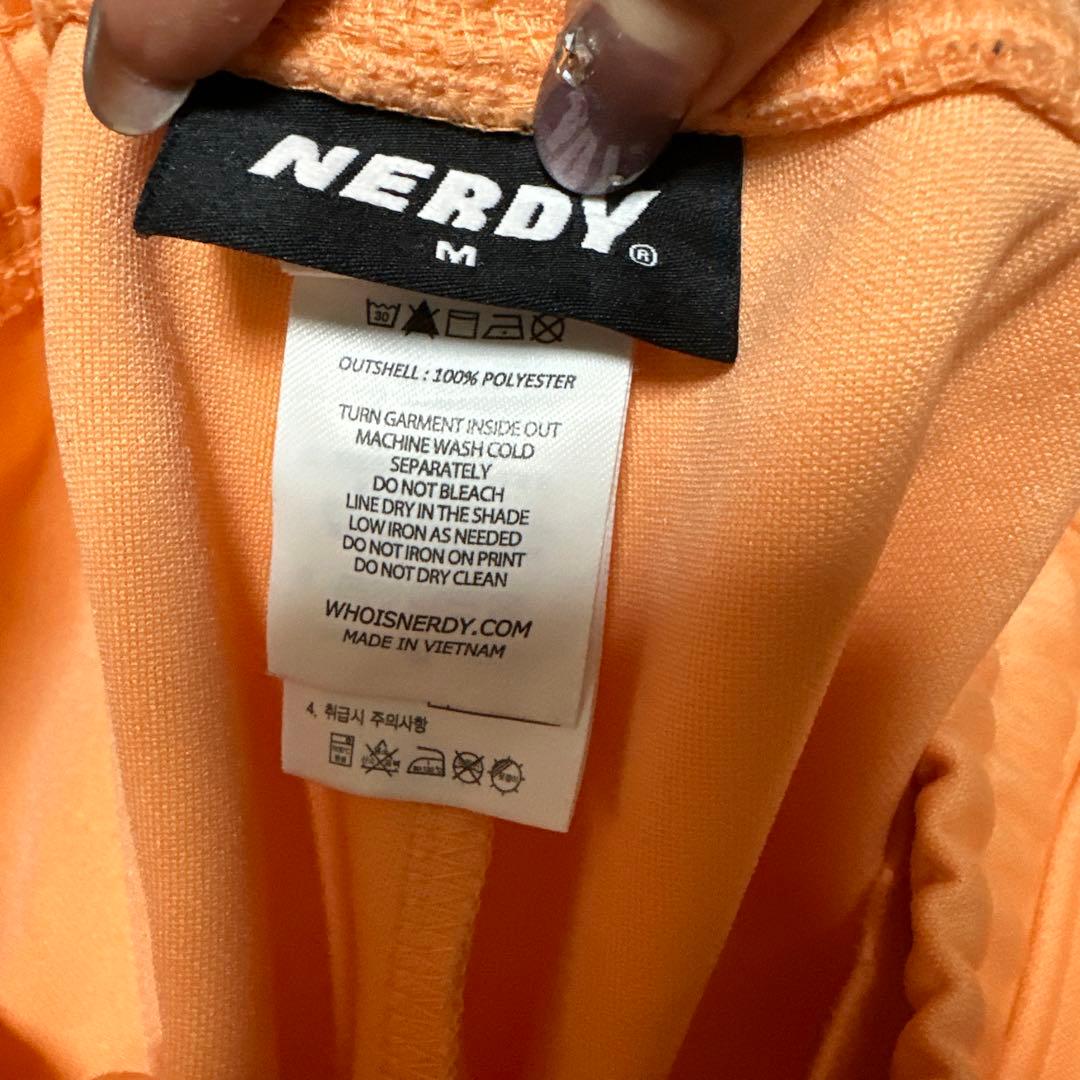 NERDY®
M
30
OUTSHELL : 100% POLYESTER
TURN GARMENT INSIDE OUT
MACHINE WASH COLD
SEPARATELY
DO NOT BLEACH
LINE DRY IN THE SHADE
LOW IRON AS NEEDED
DO NOT IRON ON PRINT
DO NOT DRY CLEAN
WHOISNERDY.COM
MADE IN VIETNAM
4. 취급시 주의사항